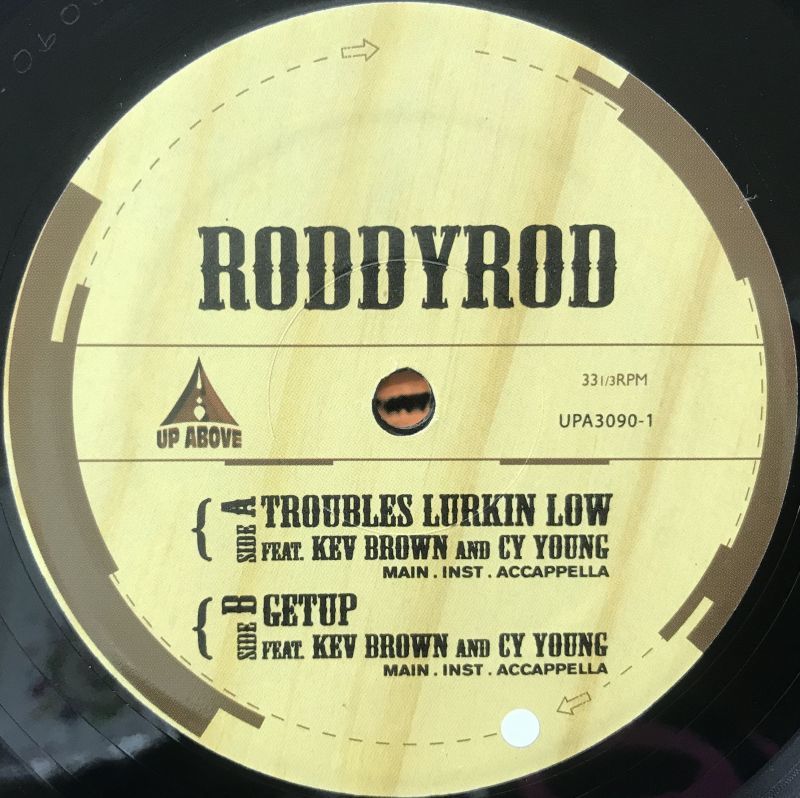 RODDYROD
33 1/3RPM
UP ABOVE
UPA3090-1
{ SIDE A TROUBLES LURKIN LOW
FEAT. KEV BROWN AND CY YOUNG
MAIN . INST . ACCAPPELLA
{ SIDE B GETUP
FEAT. KEV BROWN AND CY YOUNG
MAIN . INST . ACCAPPELLA